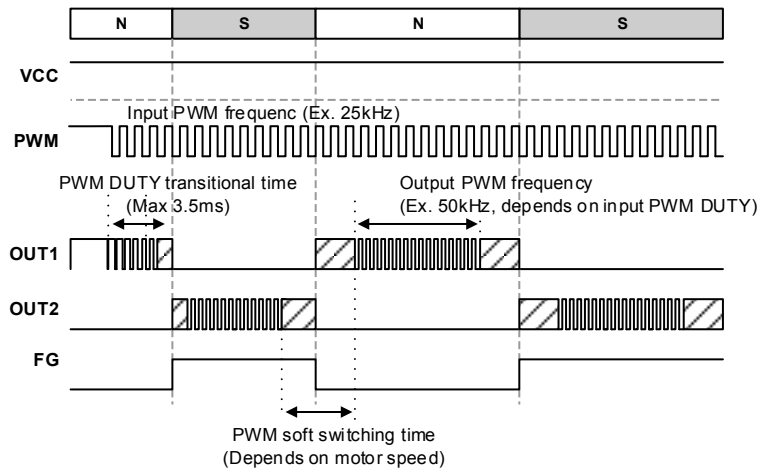 N S N S
VCC
Input PWM frequenc (Ex. 25kHz)
PWM
PWM DUTY transitional time
(Max 3.5ms)
Output PWM frequency
(Ex. 50kHz, depends on input PWM DUTY)
OUT1
OUT2
FG
PWM soft switching time
(Depends on motor speed)